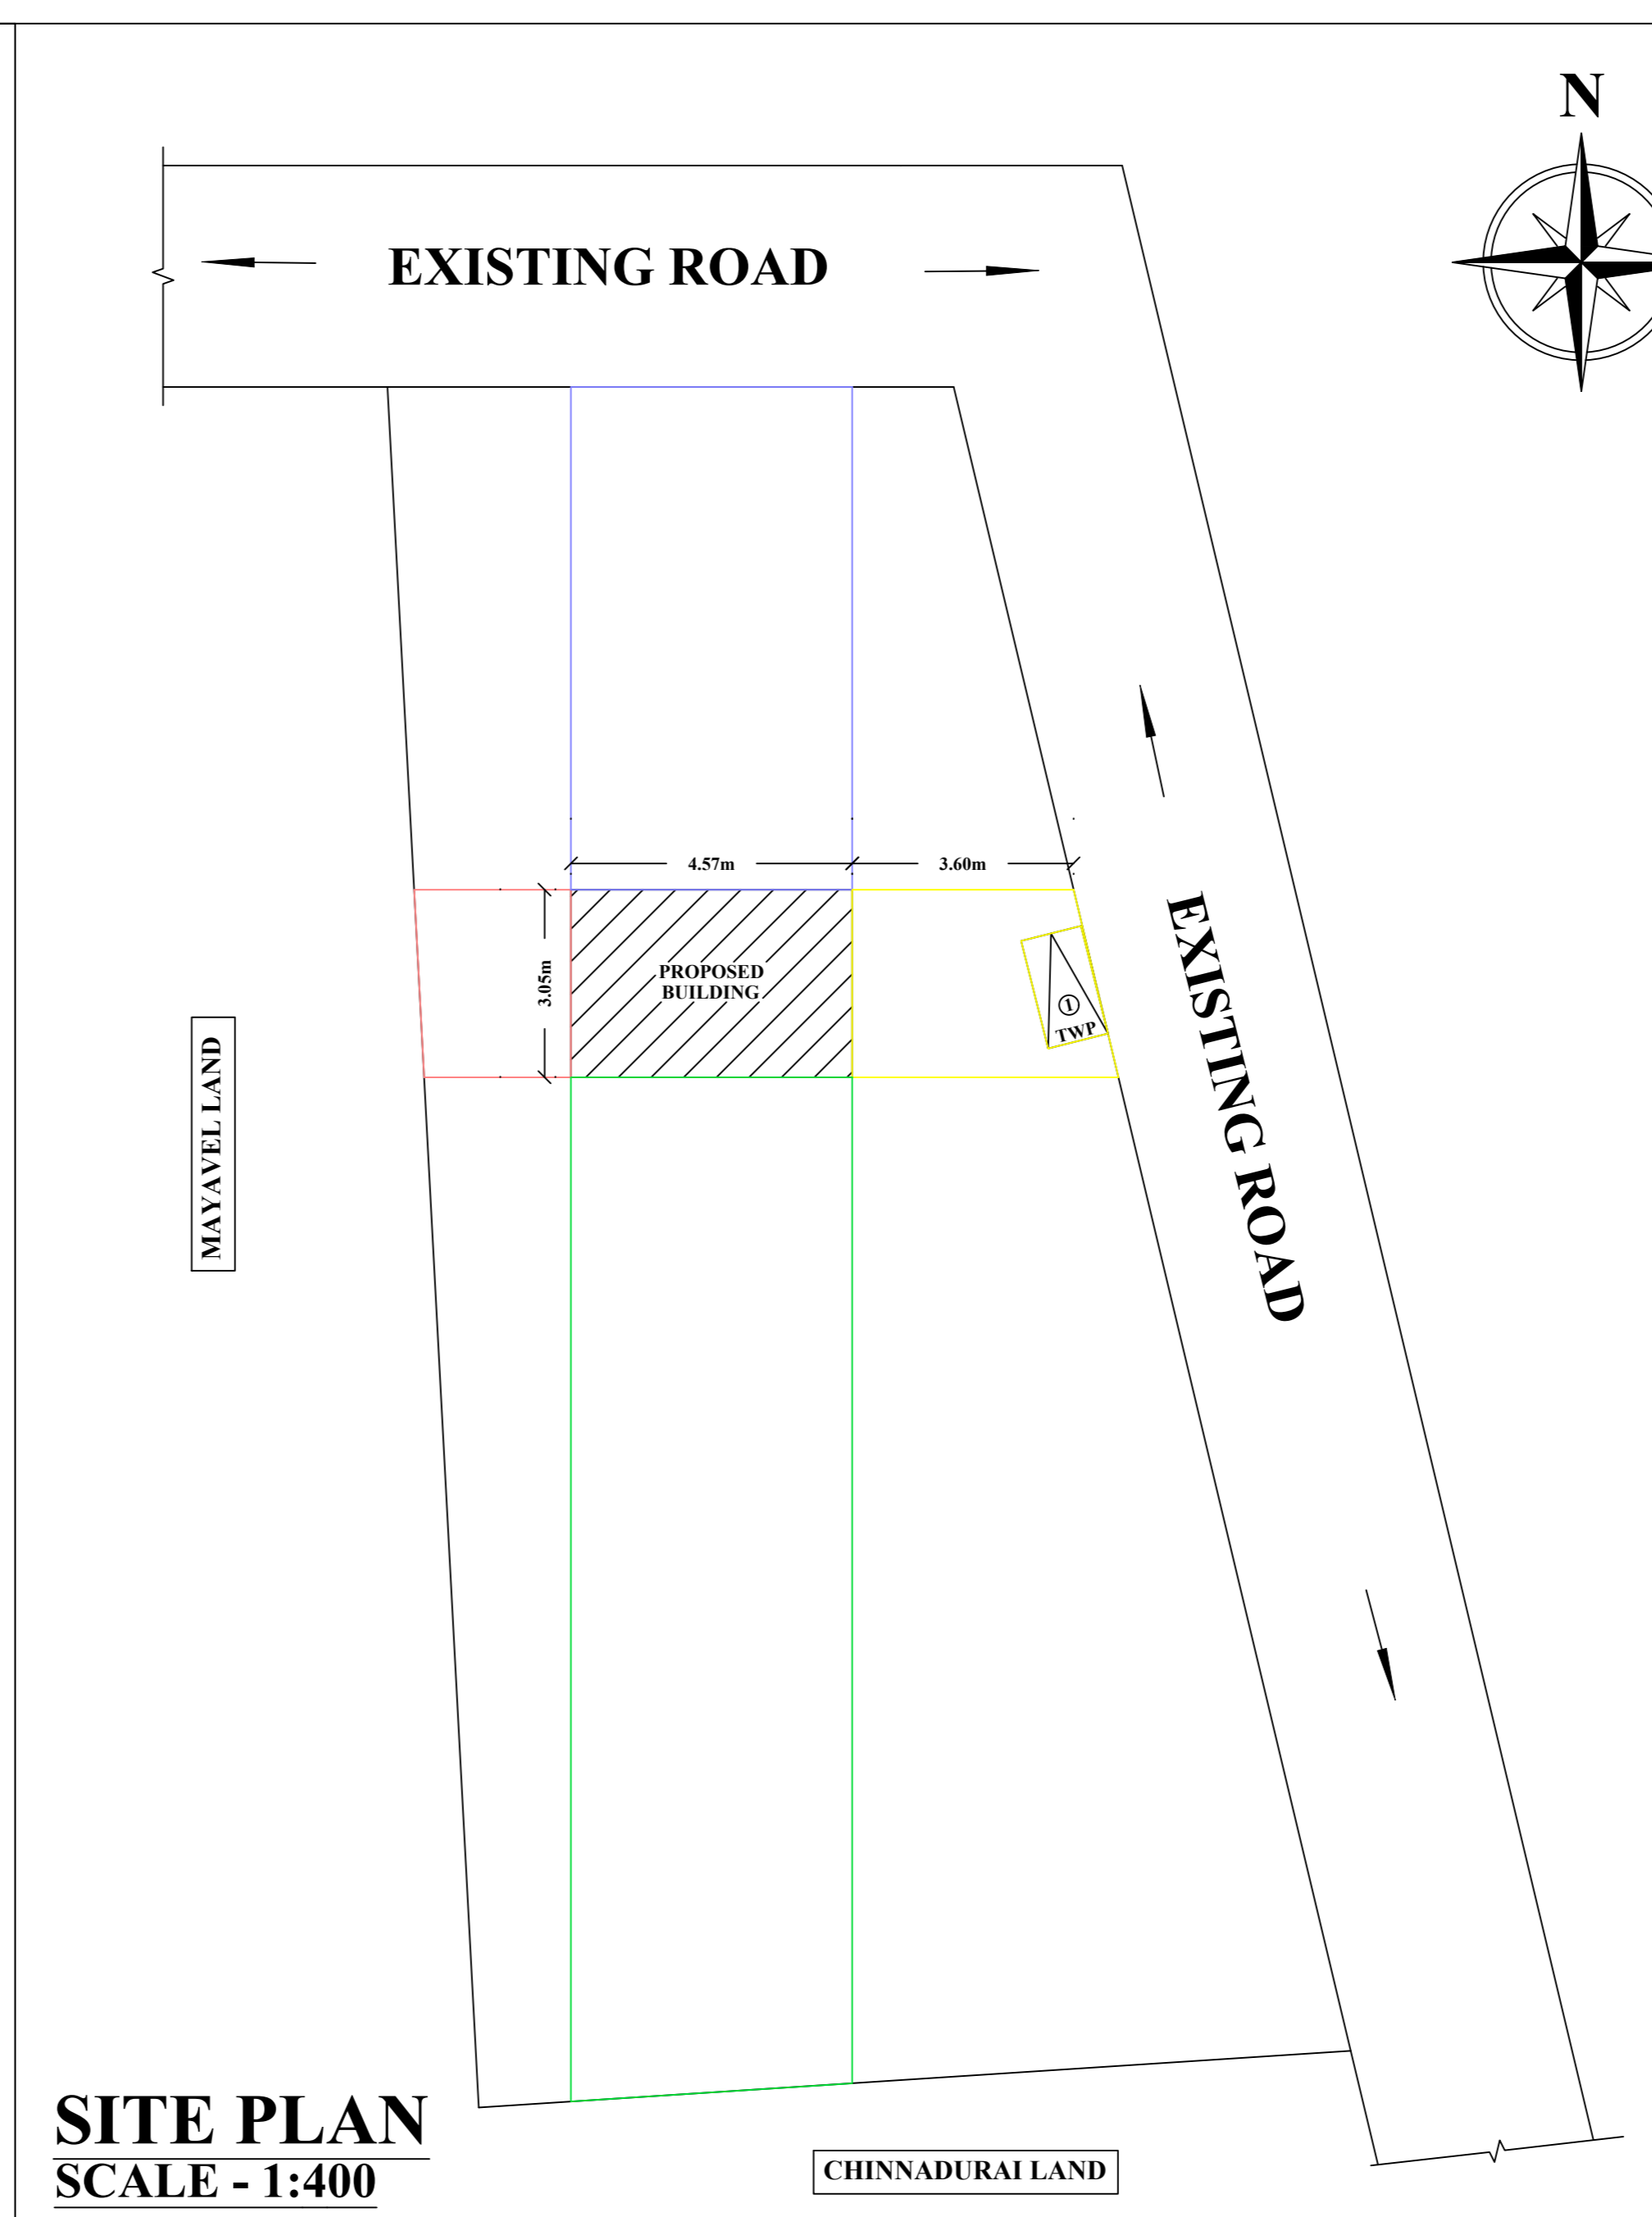 N
EXISTING ROAD
4.57m
3.60m
3.05m
PROPOSED
BUILDING
①
TWP
EXISTING ROAD
MAYAVEL LAND
SITE PLAN
SCALE - 1:400
CHINNADURAI LAND